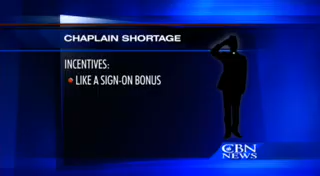 CHAPLAIN SHORTAGE
INCENTIVES:
LIKE A SIGN-ON BONUS
CBN
NEWS